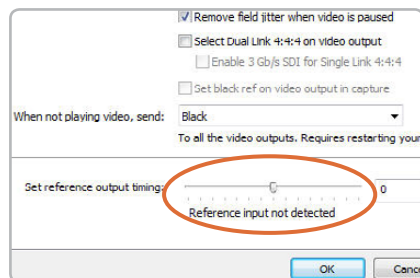 Remove field jitter when video is paused
Select Dual Link 4:4:4 on video output
Enable 3 Gb/s SDI for Single Link 4:4:4
Set black ref on video output in capture
When not playing video, send: Black
To all the video outputs. Requires restarting your
Set reference output timing: 0
Reference input not detected
OK Canc